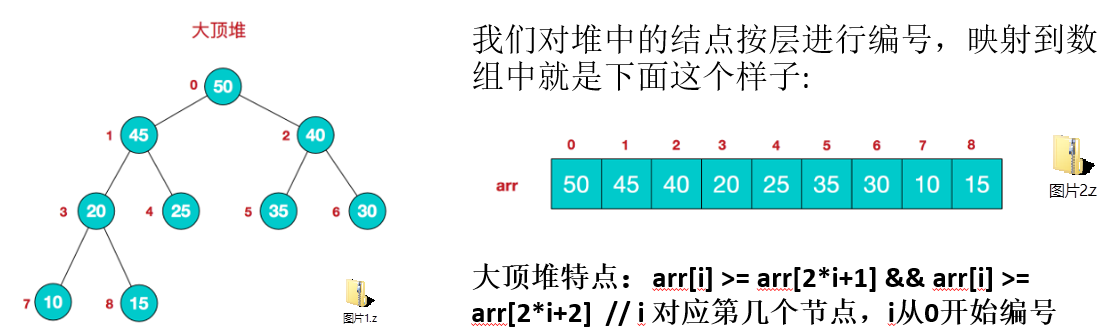 大顶堆
0 50
1 45
2 40
3 20
4 25
5 35
6 30
7 10
8 15
图片1.z
我们对堆中的结点按层进行编号，映射到数
组中就是下面这个样子:
0 1 2 3 4 5 6 7 8
arr 50 45 40 20 25 35 30 10 15
图片2.z
大顶堆特点：arr[i] >= arr[2*i+1] && arr[i] >=
arr[2*i+2] // i 对应第几个节点，i从0开始编号